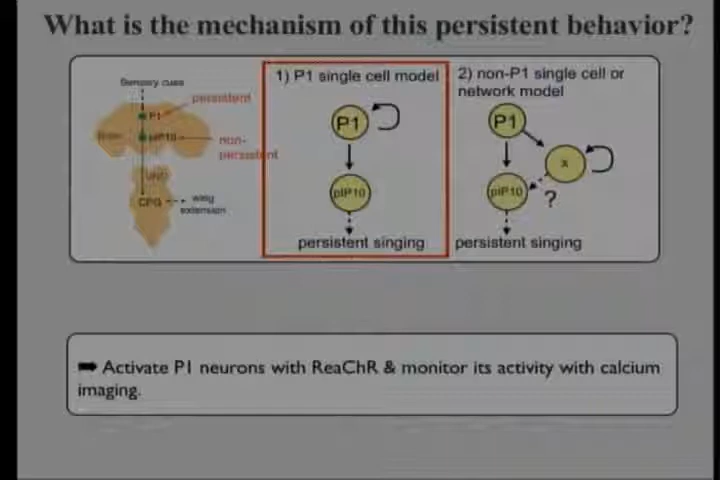 What is the mechanism of this persistent behavior?
Sensory cues
persistent
P1
Brain
pIP10
non-
persistent
VNC
CPG
wing
extension
1) P1 single cell model
P1
pIP10
persistent singing
2) non-P1 single cell or
network model
P1
x
pIP10
?
persistent singing
➡ Activate P1 neurons with ReaChR & monitor its activity with calcium
imaging.